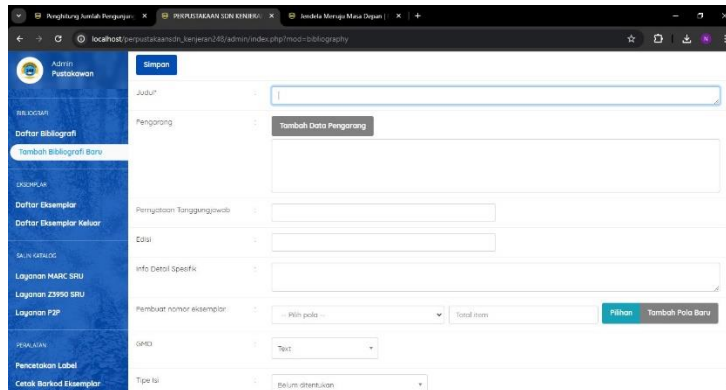 Penghitung Jumlah Pengunjung
PERPUSTAKAAN SDN KENJERAN
Jendela Menuju Masa Depan |
localhost/perpustakaansdn_kenjeran248/admin/index.php?mod=bibliography
Admin
Pustakawan
Simpan
Judul*
:
BIBLIOGRAFI
Daftar Bibliografi
Tambah Bibliografi Baru
Pengarang
:
Tambah Data Pengarang
EKSEMPLAR
Daftar Eksemplar
Daftar Eksemplar Keluar
Pernyataan Tanggungjawab
:
Edisi
:
SALIN KATALOG
Layanan MARC SRU
Layanan Z3950 SRU
Layanan P2P
Info Detail Spesifik
:
Pembuat nomor eksemplar
:
-- Pilih pola --
Total item
Pilihan
Tambah Pola Baru
PERALATAN
Pencetakan Label
Cetak Barkod Eksemplar
GMD
:
Text
Tipe Isi
:
Belum ditentukan